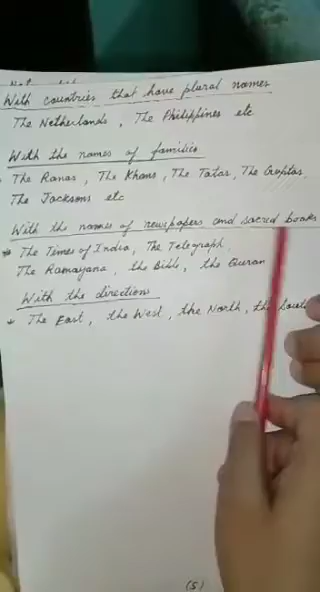 With countries that have plural names
The Netherlands, The Philippines etc
With the names of families
The Ranas, The Khans, The Tatas, The Guptas,
The Jacksons etc
With the names of newspapers and sacred books
* The Times of India, The Telegraph,
The Ramayana, the Bible, the Quran
With the direction
* The East, the West, the North, the South
(5)